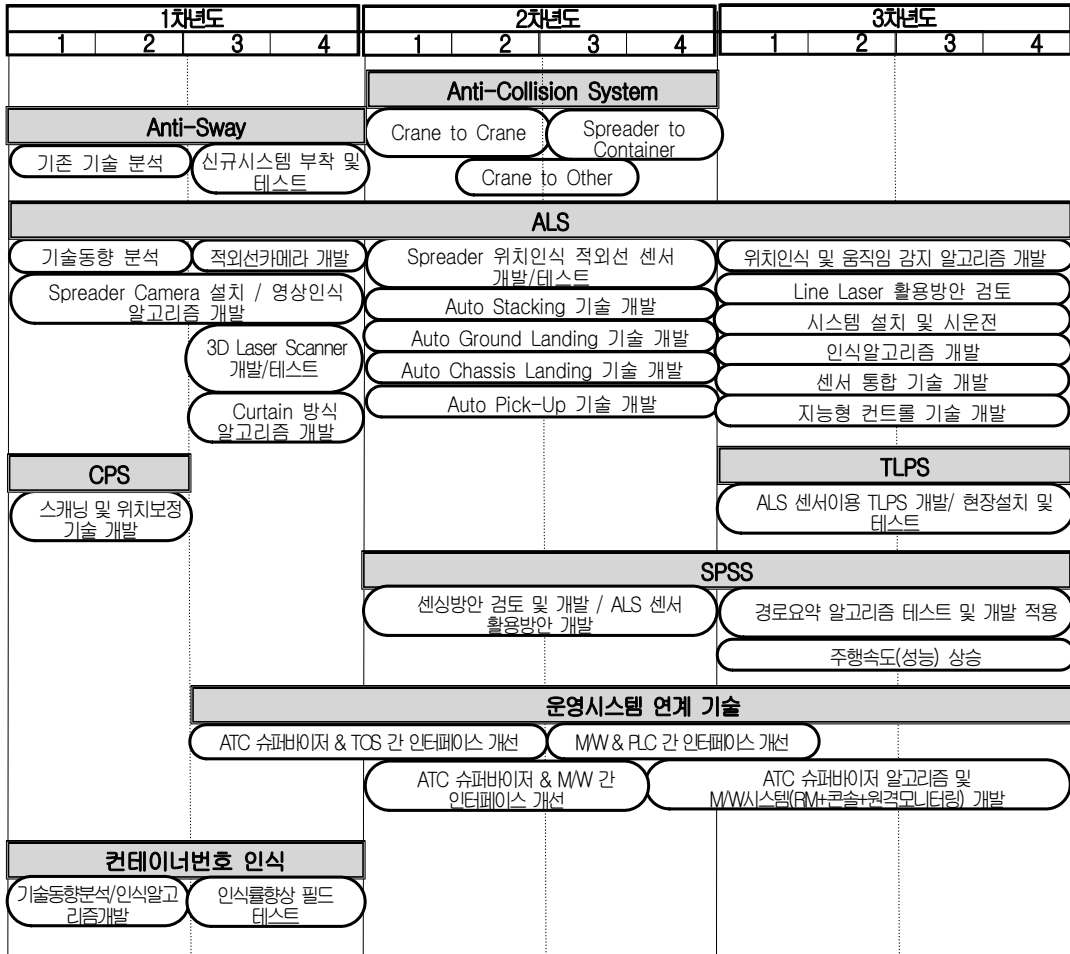 1차년도 2차년도 3차년도
1 2 3 4 1 2 3 4 1 2 3 4
Anti-Collision System
Anti-Sway
Crane to Crane
Spreader to
Container
기존 기술 분석
신규시스템 부착 및
테스트
Crane to Other
ALS
기술동향 분석
적외선카메라 개발
Spreader 위치인식 적외선 센서
개발/테스트
위치인식 및 움직임 감지 알고리즘 개발
Spreader Camera 설치 / 영상인식
알고리즘 개발
Auto Stacking 기술 개발
Line Laser 활용방안 검토
시스템 설치 및 시운전
3D Laser Scanner
개발/테스트
Auto Ground Landing 기술 개발
인식알고리즘 개발
Auto Chassis Landing 기술 개발
센서 통합 기술 개발
Curtain 방식
알고리즘 개발
Auto Pick-Up 기술 개발
지능형 컨트롤 기술 개발
CPS
TLPS
스캐닝 및 위치보정
기술 개발
ALS 센서이용 TLPS 개발/ 현장설치 및
테스트
SPSS
센싱방안 검토 및 개발 / ALS 센서
활용방안 개발
경로요약 알고리즘 테스트 및 개발 적용
주행속도(성능) 상승
운영시스템 연계 기술
ATC 슈퍼바이저 & TOS 간 인터페이스 개선
M/W & PLC 간 인터페이스 개선
ATC 슈퍼바이저 & M/W 간
인터페이스 개선
ATC 슈퍼바이저 알고리즘 및
M/W시스템(RM+콘솔+원격모니터링) 개발
컨테이너번호 인식
기술동향분석/인식알고
리즘개발
인식률향상 필드
테스트